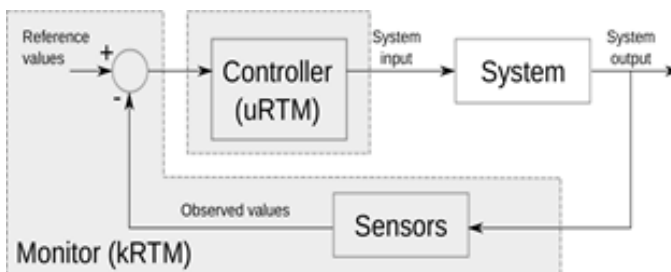 Reference
values
+
-
Controller
(uRTM)
System
input
System
System
output
Observed values
Sensors
Monitor (kRTM)